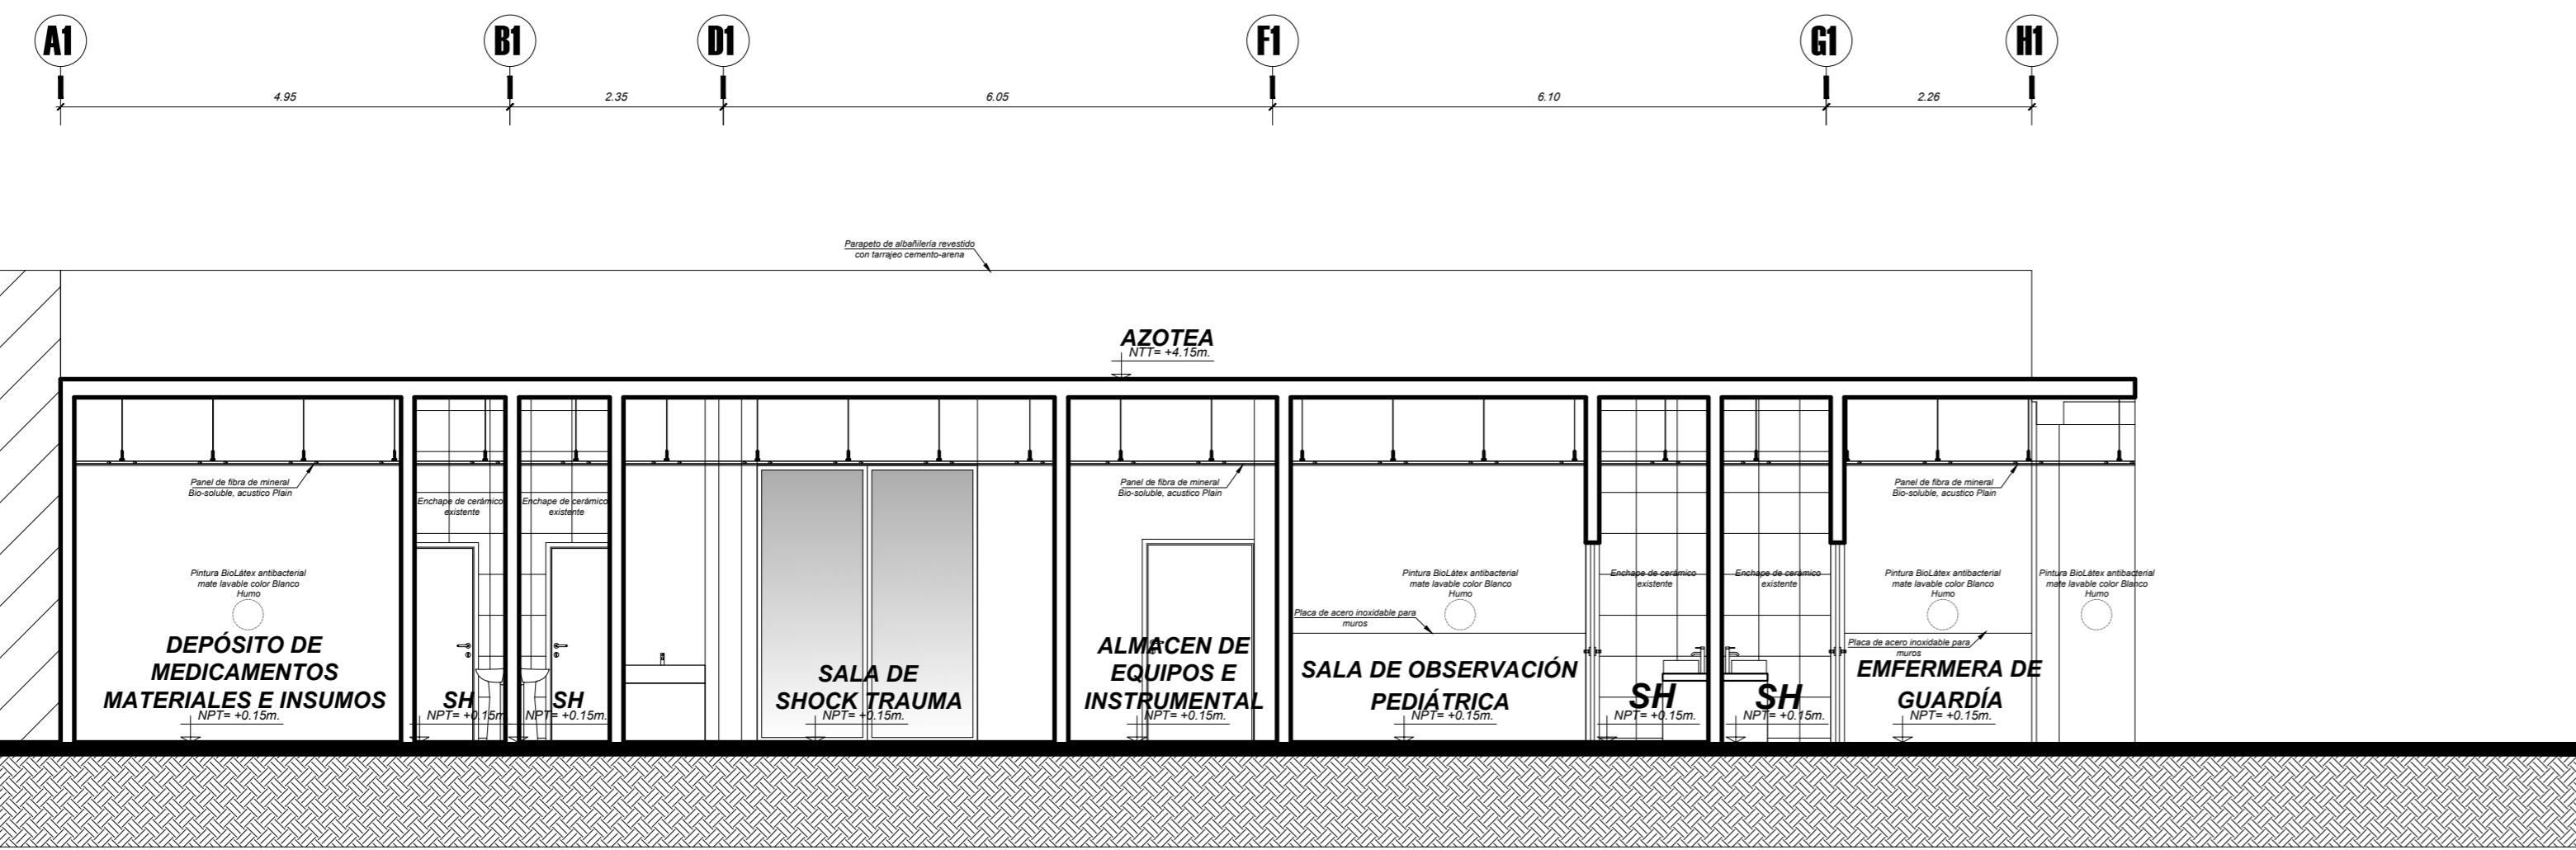 A1 B1 D1 F1 G1 H1
4.95 2.35 6.05 6.10 2.26
Parapeto de albañilería revestido
con tarrajeo cemento-arena
AZOTEA
NTT= +4.15m.
Panel de fibra de mineral
Bio-soluble, acustico Plain
Enchape de cerámico
existente
Enchape de cerámico
existente
Panel de fibra de mineral
Bio-soluble, acustico Plain
Panel de fibra de mineral
Bio-soluble, acustico Plain
Pintura BioLátex antibacterial
mate lavable color Blanco
Humo
Pintura BioLátex antibacterial
mate lavable color Blanco
Humo
Enchape de cerámico
existente
Enchape de cerámico
existente
Pintura BioLátex antibacterial
mate lavable color Blanco
Humo
Pintura BioLátex antibacterial
mate lavable color Blanco
Humo
Placa de acero inoxidable para
muros
Placa de acero inoxidable para
muros
DEPÓSITO DE
MEDICAMENTOS
MATERIALES E INSUMOS
NPT= +0.15m.
SH
NPT= +0.15m
SH
NPT= +0.15m.
SALA DE
SHOCK TRAUMA
NPT= +0.15m.
ALMACEN DE
EQUIPOS E
INSTRUMENTAL
NPT= +0.15m.
SALA DE OBSERVACIÓN
PEDIÁTRICA
NPT= +0.15m.
SH
NPT= +0.15m.
SH
NPT= +0.15m.
EMFERMERA DE
GUARDÍA
NPT= +0.15m.